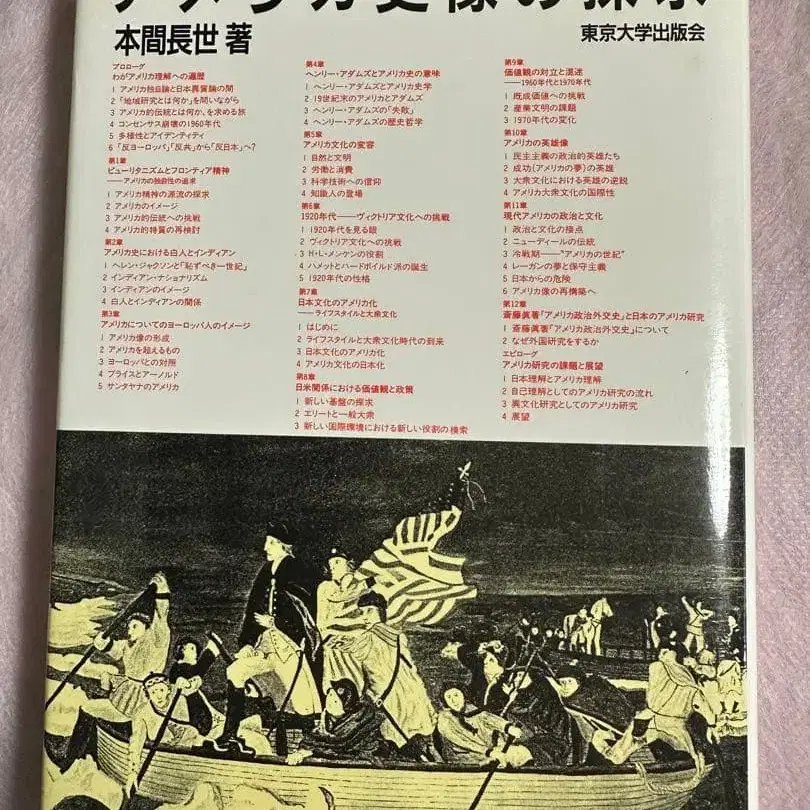 アメリカ史像の探求
本間長世 著
東京大学出版会
プロローグ
わがアメリカ理解への遍歴
1 アメリカ独自論と日本異質論の間
2 「地域研究とは何か」を問いながら
3 アメリカ的伝統とは何か、を求める旅
4 コンセンサス崩壊の1960年代
5 多様性とアイデンティティ
6 「反ヨーロッパ」「反共」から「反日本」へ?
第1章
ピューリタニズムとフロンティア精神
——アメリカの独自性の追求
1 アメリカ精神の源流の探求
2 アメリカのイメージ
3 アメリカ的伝統への挑戦
4 アメリカ的特質の再検討
第2章
アメリカ史における白人とインディアン
1 ヘレン・ジャクソンと「恥ずべき一世紀」
2 インディアン・ナショナリズム
3 インディアンのイメージ
4 白人とインディアンの関係
第3章
アメリカについてのヨーロッパ人のイメージ
1 アメリカ像の形成
2 アメリカを超えるもの
3 ヨーロッパとの対照
4 ブライスとアーノルド
5 サンタヤナのアメリカ
第4章
ヘンリー・アダムズとアメリカ史の意味
1 ヘンリー・アダムズとアメリカ史学
2 19世紀末のアメリカとアダムズ
3 ヘンリー・アダムズの「失敗」
4 ヘンリー・アダムズの歴史哲学
第5章
アメリカ文化の変容
1 自然と文明
2 労働と消費
3 科学技術への信仰
4 知識人の登場
第6章
1920年代——ヴィクトリア文化への挑戦
1 1920年代を見る眼
2 ヴィクトリア文化への挑戦
3 H・L・メンケンの役割
4 ハメットとハードボイルド派の誕生
5 1920年代の性格
第7章
日本文化のアメリカ化
——ライフスタイルと大衆文化
1 はじめに
2 ライフスタイルと大衆文化時代の到来
3 日本文化のアメリカ化
4 アメリカ文化の日本化
第8章
日米関係における価値観と政策
1 新しい基盤の探求
2 エリートと一般大衆
3 新しい国際環境における新しい役割の検索
第9章
価値観の対立と混迷
——1960年代と1970年代
1 既成価値への挑戦
2 産業文明の課題
3 1970年代の変化
第10章
アメリカの英雄像
1 民主主義の政治的英雄たち
2 成功(アメリカの夢)の英雄
3 大衆文化における英雄の逆説
4 アメリカ大衆文化の国際性
第11章
現代アメリカの政治と文化
1 政治と文化の接点
2 ニューディールの伝統
3 冷戦期——"アメリカの世紀"
4 レーガンの夢と保守主義
5 日本からの危険
6 アメリカ像の再構築へ
第12章
斎藤眞著『アメリカ政治外交史』と日本のアメリカ研究
1 斎藤眞著『アメリカ政治外交史』について
2 なぜ外国研究をするか
エピローグ
アメリカ研究の課題と展望
1 日本理解とアメリカ理解
2 自己理解としてのアメリカ研究の流れ
3 異文化研究としてのアメリカ研究
4 展望